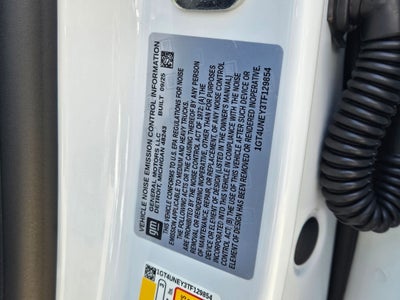 VEHICLE NOISE EMISSION CONTROL INFORMATION
GENERAL MOTORS LLC BUILT 09/25
DETROIT, MICHIGAN 48243
THIS VEHICLE CONFORMS TO U.S. EPA REGULATIONS FOR NOISE
EMISSION APPLICABLE TO MEDIUM AND HEAVY TRUCKS.
THE FOLLOWING ACTS OR THE CAUSING THEREOF BY ANY PERSON
ARE PROHIBITED BY THE NOISE CONTROL ACT OF 1972: [A] THE
REMOVAL OR RENDERING INOPERATIVE, OTHER THAN FOR PURPOSES
OF MAINTENANCE, REPAIR, OR REPLACEMENT, OF ANY NOISE CONTROL
DEVICE OR ELEMENT OF DESIGN (LISTED IN THE OWNER'S MANUAL)
INCORPORATED INTO THIS VEHICLE IN COMPLIANCE WITH THE NOISE
CONTROL ACT; [B] THE USE OF THIS VEHICLE AFTER SUCH DEVICE OR
ELEMENT OF DESIGN HAS BEEN REMOVED OR RENDERED INOPERATIVE.
1GT4UNEY3TF129854
gm
1GT4UNEY3TF129854